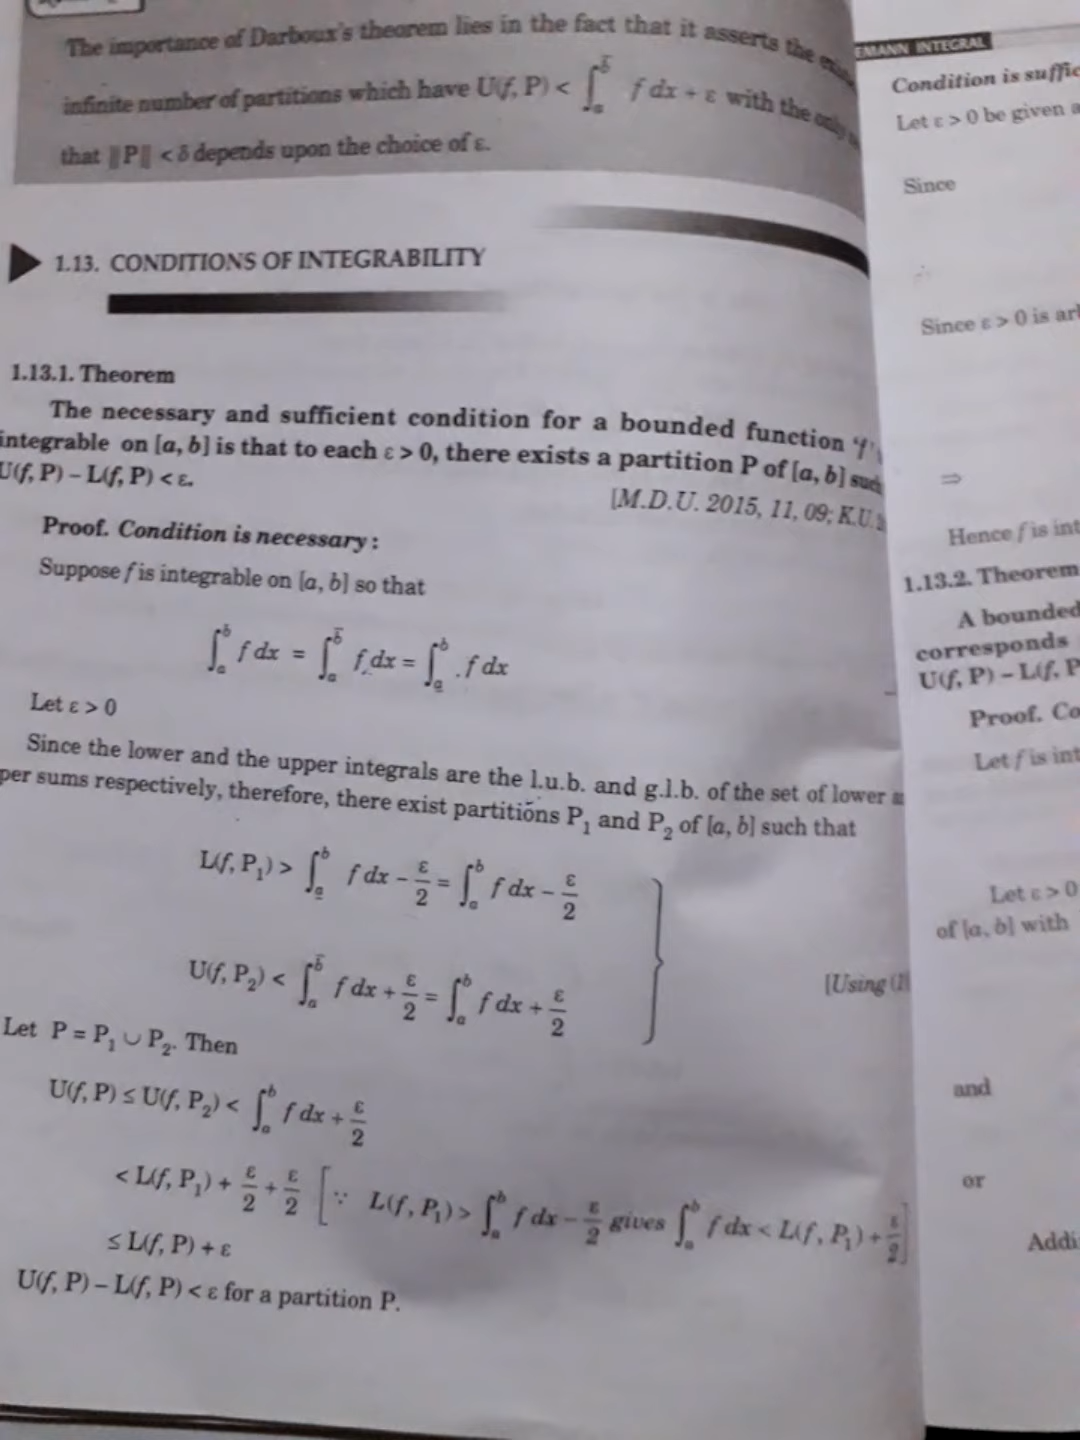 The importance of Darboux's theorem lies in the fact that it asserts the
infinite number of partitions which have U(f, P) < ∫_a^b̄ f dx + ε with the only
that ||P|| < δ depends upon the choice of ε.
1.13. CONDITIONS OF INTEGRABILITY
1.13.1. Theorem
The necessary and sufficient condition for a bounded function 'f'
integrable on [a, b] is that to each ε > 0, there exists a partition P of [a, b] such
U(f, P) – L(f, P) < ε.
[M.D.U. 2015, 11, 09; K.U.
Proof. Condition is necessary :
Suppose f is integrable on [a, b] so that
∫_a^b f dx = ∫_a^b̄ f dx = ∫_a̲^b f dx
Let ε > 0
Since the lower and the upper integrals are the l.u.b. and g.l.b. of the set of lower
per sums respectively, therefore, there exist partitions P₁ and P₂ of [a, b] such that
L(f, P₁) > ∫_a̲^b f dx – ε/2 = ∫_a^b f dx – ε/2
U(f, P₂) < ∫_a^b̄ f dx + ε/2 = ∫_a^b f dx + ε/2
[Using (1)
Let P = P₁ ∪ P₂. Then
U(f, P) ≤ U(f, P₂) < ∫_a^b f dx + ε/2
< L(f, P₁) + ε/2 + ε/2 [∵ L(f, P₁) > ∫_a^b f dx – ε/2 gives ∫_a^b f dx < L(f, P₁) + ε/2]
≤ L(f, P) + ε
U(f, P) – L(f, P) < ε for a partition P.
EMANN INTEGRAL
Condition is suffic
Let ε > 0 be given a
Since
∴
Since ε > 0 is ar
⇒
Hence f is int
1.13.2. Theorem
A bounded
corresponds
U(f, P) – L(f, P
Proof. Co
Let f is int
Let ε > 0
of [a, b] with
and
or
Addi